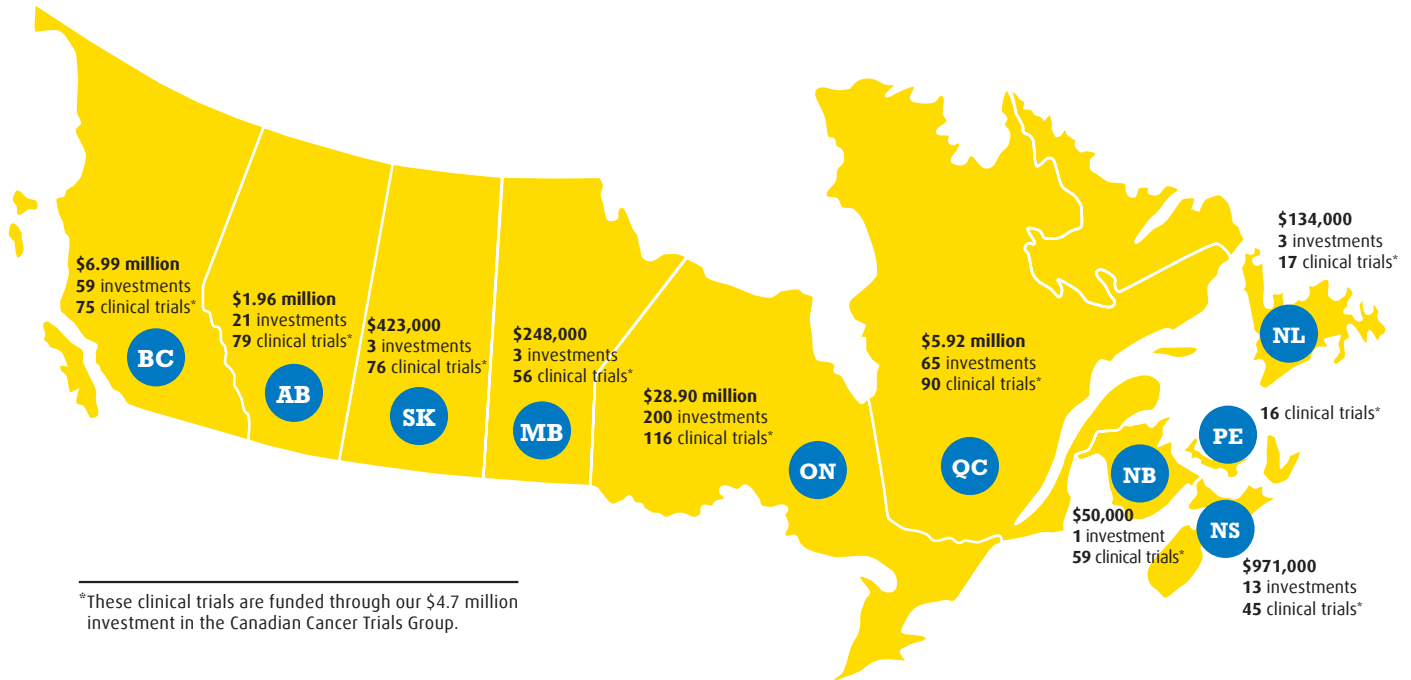 $6.99 million
59 investments
75 clinical trials*
BC
$1.96 million
21 investments
79 clinical trials*
AB
$423,000
3 investments
76 clinical trials*
SK
$248,000
3 investments
56 clinical trials*
MB
$28.90 million
200 investments
116 clinical trials*
ON
$5.92 million
65 investments
90 clinical trials*
QC
$134,000
3 investments
17 clinical trials*
NL
16 clinical trials*
PE
NB
$50,000
1 investment
59 clinical trials*
NS
$971,000
13 investments
45 clinical trials*
*These clinical trials are funded through our $4.7 million
investment in the Canadian Cancer Trials Group.